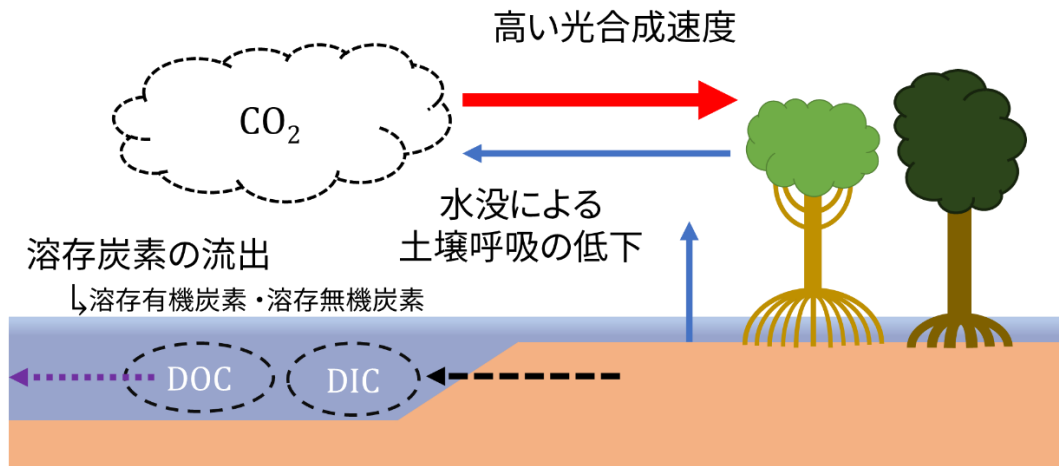 高い光合成速度
CO₂
水没による
土壌呼吸の低下
溶存炭素の流出
↳溶存有機炭素・溶存無機炭素
DOC
DIC